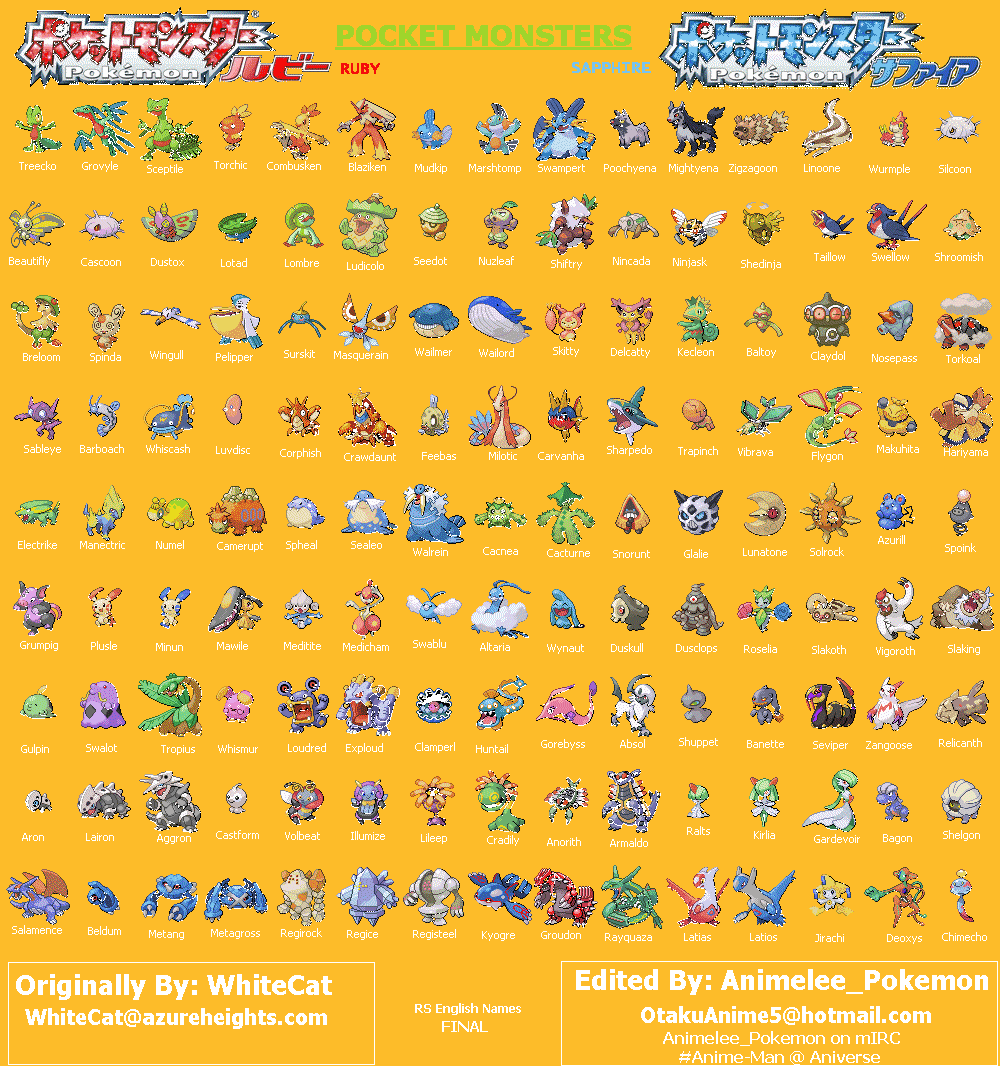 ポケットモンスター®
Pokémon ルビー
RUBY
POCKET MONSTERS
SAPPHIRE
ポケットモンスター®
Pokémon サファイア
Treecko Grovyle Sceptile Torchic Combusken Blaziken Mudkip Marshtomp Swampert Poochyena Mightyena Zigzagoon Linoone Wurmple Silcoon
Beautifly Cascoon Dustox Lotad Lombre Ludicolo Seedot Nuzleaf Shiftry Nincada Ninjask Shedinja Taillow Swellow Shroomish
Breloom Spinda Wingull Pelipper Surskit Masquerain Wailmer Wailord Skitty Delcatty Kecleon Baltoy Claydol Nosepass Torkoal
Sableye Barboach Whiscash Luvdisc Corphish Crawdaunt Feebas Milotic Carvanha Sharpedo Trapinch Vibrava Flygon Makuhita Hariyama
Electrike Manectric Numel Camerupt Spheal Sealeo Walrein Cacnea Cacturne Snorunt Glalie Lunatone Solrock Azurill Spoink
Grumpig Plusle Minun Mawile Meditite Medicham Swablu Altaria Wynaut Duskull Dusclops Roselia Slakoth Vigoroth Slaking
Gulpin Swalot Tropius Whismur Loudred Exploud Clamperl Huntail Gorebyss Absol Shuppet Banette Seviper Zangoose Relicanth
Aron Lairon Aggron Castform Volbeat Illumize Lileep Cradily Anorith Armaldo Ralts Kirlia Gardevoir Bagon Shelgon
Salamence Beldum Metang Metagross Regirock Regice Registeel Kyogre Groudon Rayquaza Latias Latios Jirachi Deoxys Chimecho
Originally By: WhiteCat
WhiteCat@azureheights.com
RS English Names
FINAL
Edited By: Animelee_Pokemon
OtakuAnime5@hotmail.com
Animelee_Pokemon on mIRC
#Anime-Man @ Aniverse